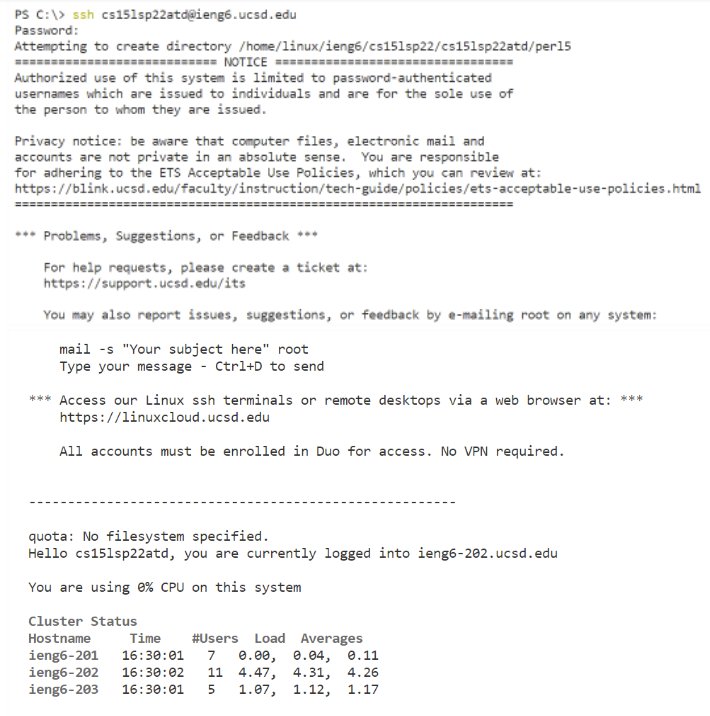 PS C:\> ssh cs15lsp22atd@ieng6.ucsd.edu
Password:
Attempting to create directory /home/linux/ieng6/cs15lsp22/cs15lsp22atd/perl5
============================ NOTICE =================================
Authorized use of this system is limited to password-authenticated
usernames which are issued to individuals and are for the sole use of
the person to whom they are issued.
Privacy notice: be aware that computer files, electronic mail and
accounts are not private in an absolute sense.  You are responsible
for adhering to the ETS Acceptable Use Policies, which you can review at:
https://blink.ucsd.edu/faculty/instruction/tech-guide/policies/ets-acceptable-use-policies.html
=====================================================================
*** Problems, Suggestions, or Feedback ***
For help requests, please create a ticket at:
https://support.ucsd.edu/its
You may also report issues, suggestions, or feedback by e-mailing root on any system:
mail -s "Your subject here" root
Type your message - Ctrl+D to send
*** Access our Linux ssh terminals or remote desktops via a web browser at: ***
https://linuxcloud.ucsd.edu
All accounts must be enrolled in Duo for access. No VPN required.
-------------------------------------------------------
quota: No filesystem specified.
Hello cs15lsp22atd, you are currently logged into ieng6-202.ucsd.edu
You are using 0% CPU on this system
Cluster Status
Hostname     Time    #Users  Load  Averages
ieng6-201   16:30:01   7   0.00,  0.04,  0.11
ieng6-202   16:30:02   11  4.47,  4.31,  4.26
ieng6-203   16:30:01   5   1.07,  1.12,  1.17